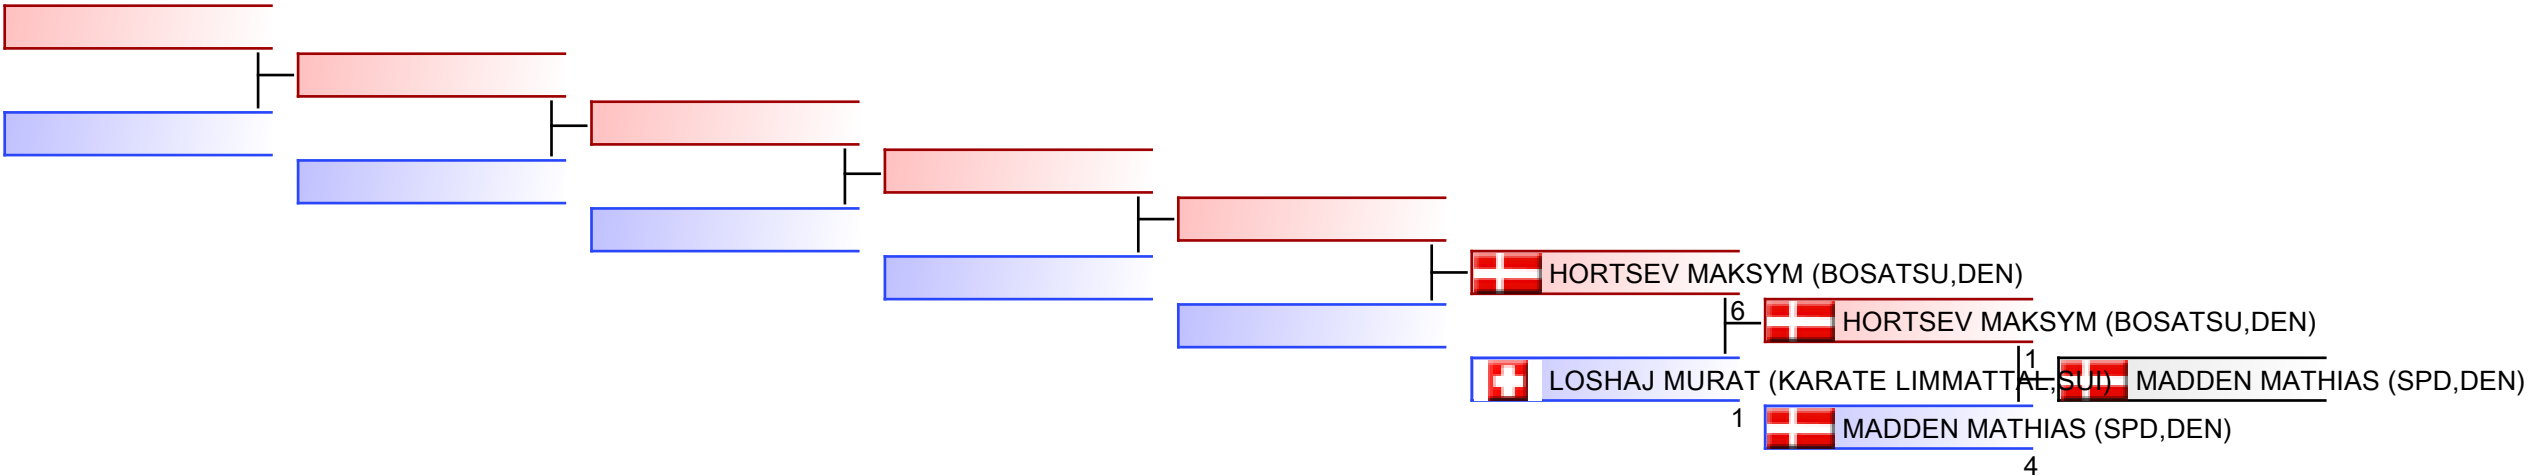 HORTSEV MAKSYM (BOSATSU,DEN)
6
HORTSEV MAKSYM (BOSATSU,DEN)
1
LOSHAJ MURAT (KARATE LIMMATTAL,SUI)
MADDEN MATHIAS (SPD,DEN)
1
MADDEN MATHIAS (SPD,DEN)
4